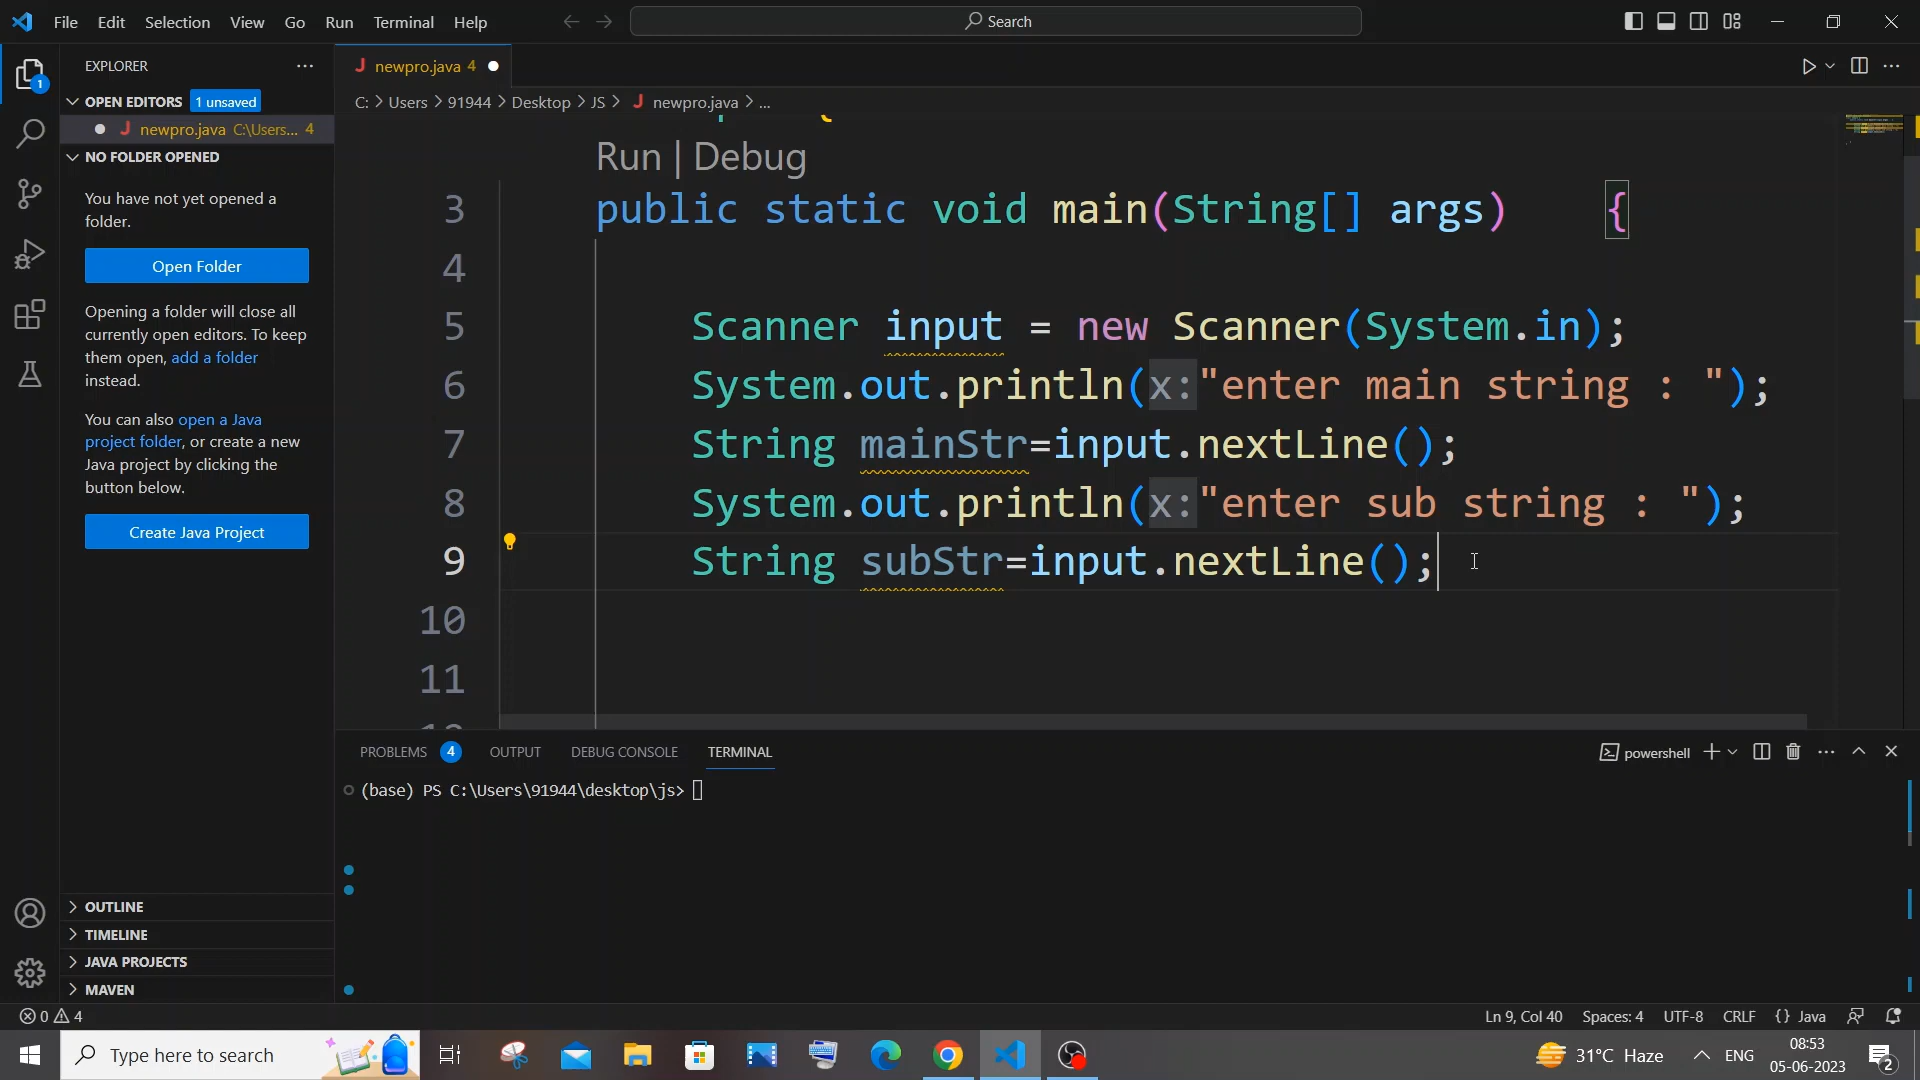 File Edit Selection View Go Run Terminal Help
Search
EXPLORER
OPEN EDITORS 1 unsaved
newpro.java C:\Users... 4
NO FOLDER OPENED
You have not yet opened a
folder.
Open Folder
Opening a folder will close all
currently open editors. To keep
them open, add a folder
instead.
You can also open a Java
project folder, or create a new
Java project by clicking the
button below.
Create Java Project
OUTLINE
TIMELINE
JAVA PROJECTS
MAVEN
1
newpro.java 4
C: > Users > 91944 > Desktop > JS > newpro.java > ...
Run | Debug
3 public static void main(String[] args) {
4
5 Scanner input = new Scanner(System.in);
6 System.out.println(x:"enter main string : ");
7 String mainStr=input.nextLine();
8 System.out.println(x:"enter sub string : ");
9 String subStr=input.nextLine();
10
11
PROBLEMS 4 OUTPUT DEBUG CONSOLE TERMINAL
powershell
(base) PS C:\Users\91944\desktop\js>
0 4
Ln 9, Col 40 Spaces: 4 UTF-8 CRLF {} Java
Type here to search
31°C Haze
ENG
08:53
05-06-2023
2